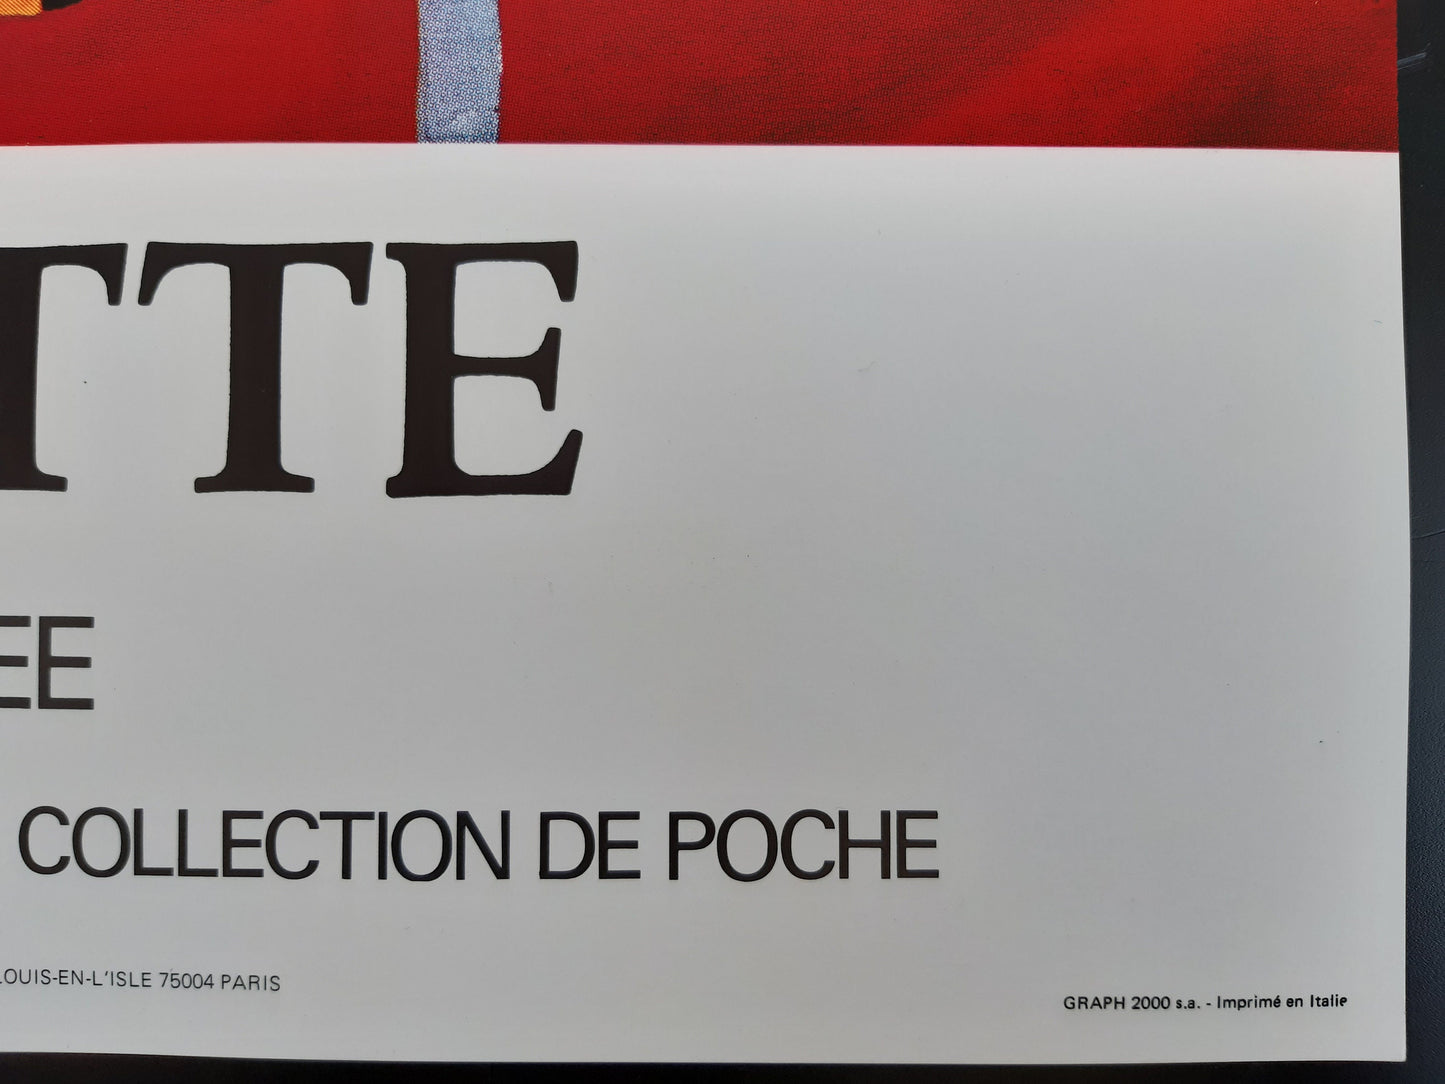 TTE
EE
COLLECTION DE POCHE
LOUIS-EN-L'ISLE 75004 PARIS
GRAPH 2000 s.a. - Imprimé en Italie